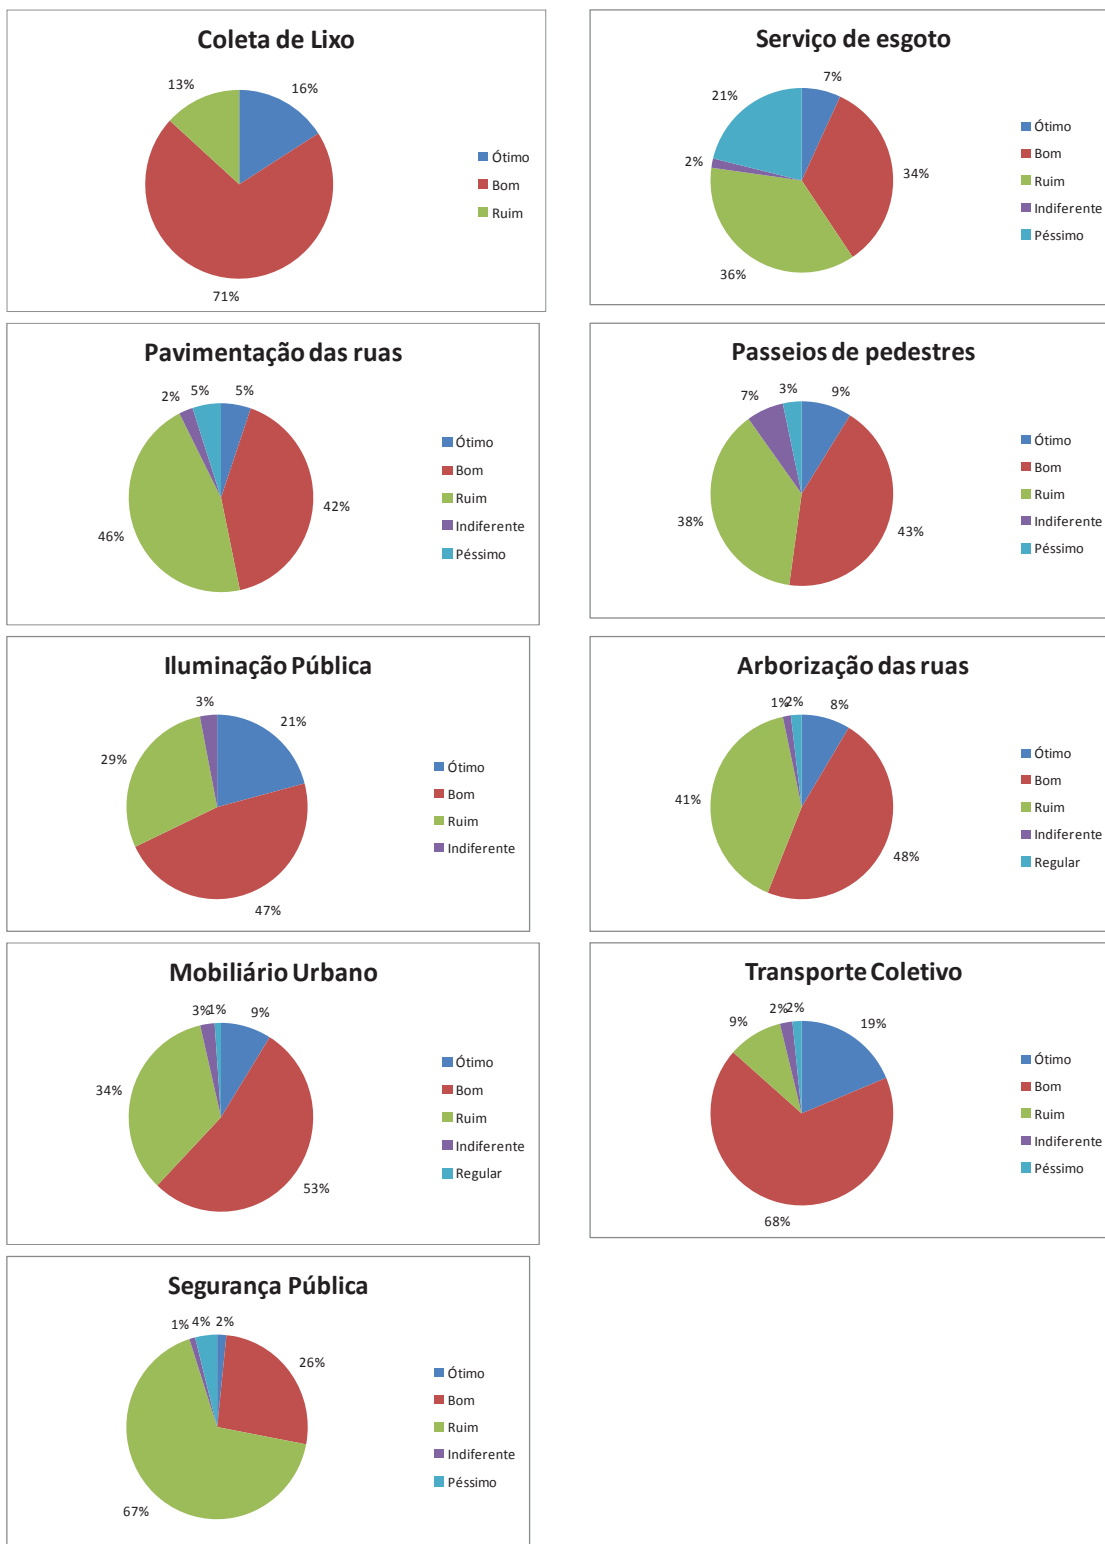 Coleta de Lixo
13%
16%
71%
Ótimo
Bom
Ruim
Serviço de esgoto
7%
21%
2%
34%
36%
Ótimo
Bom
Ruim
Indiferente
Péssimo
Pavimentação das ruas
2%
5%
5%
42%
46%
Ótimo
Bom
Ruim
Indiferente
Péssimo
Passeios de pedestres
7%
3%
9%
38%
43%
Ótimo
Bom
Ruim
Indiferente
Péssimo
Iluminação Pública
3%
21%
29%
47%
Ótimo
Bom
Ruim
Indiferente
Arborização das ruas
1%
2%
8%
41%
48%
Ótimo
Bom
Ruim
Indiferente
Regular
Mobiliário Urbano
3%
1%
9%
34%
53%
Ótimo
Bom
Ruim
Indiferente
Regular
Transporte Coletivo
9%
2%
2%
19%
68%
Ótimo
Bom
Ruim
Indiferente
Péssimo
Segurança Pública
1%
4%
2%
26%
67%
Ótimo
Bom
Ruim
Indiferente
Péssimo